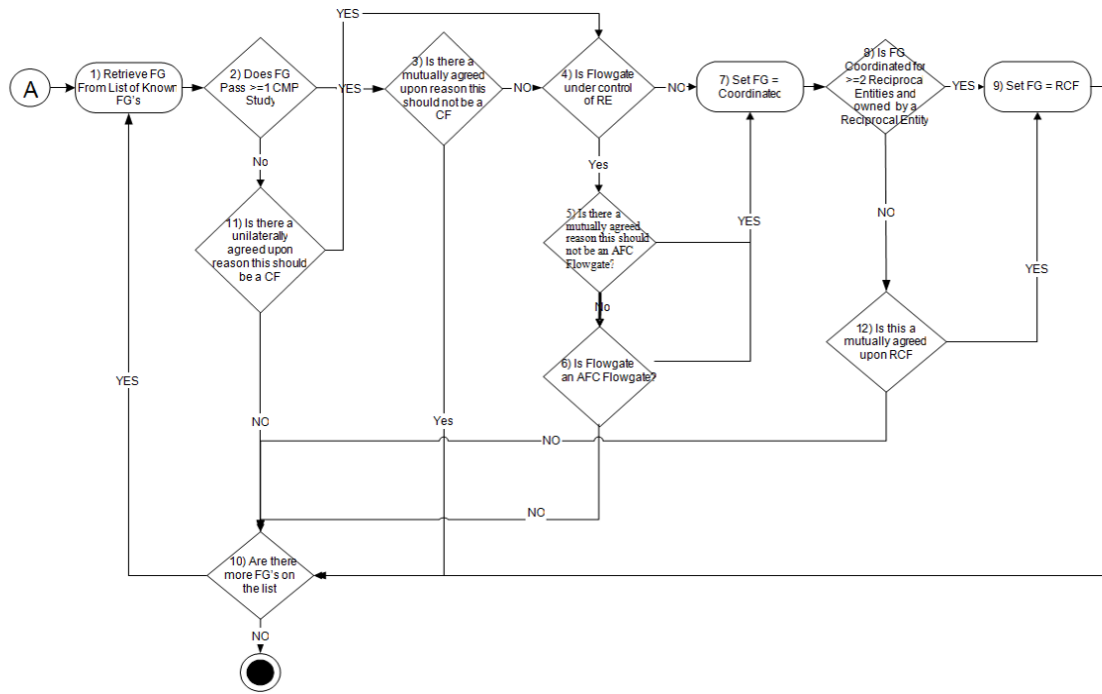 YES
A
1) Retrieve FG
From List of Known
FG's
2) Does FG
Pass >=1 CMP
Study
YES
3) Is there a
mutually agreed
upon reason this
should not be a
CF
NO
4) Is Flowgate
under control
of RE
NO
7) Set FG =
Coordinated
8) Is FG
Coordinated for
>=2 Reciprocal
Entities and
owned by a
Reciprocal Entity
YES
9) Set FG = RCF
No
Yes
NO
11) Is there a
unilaterally
agreed upon
reason this should
be a CF
5) Is there a
mutually agreed
reason this should
not be an AFC
Flowgate?
YES
YES
No
12) Is this a
mutually agreed
upon RCF
6) Is Flowgate
an AFC Flowgate?
YES
NO
Yes
NO
NO
10) Are there
more FG's on
the list
NO